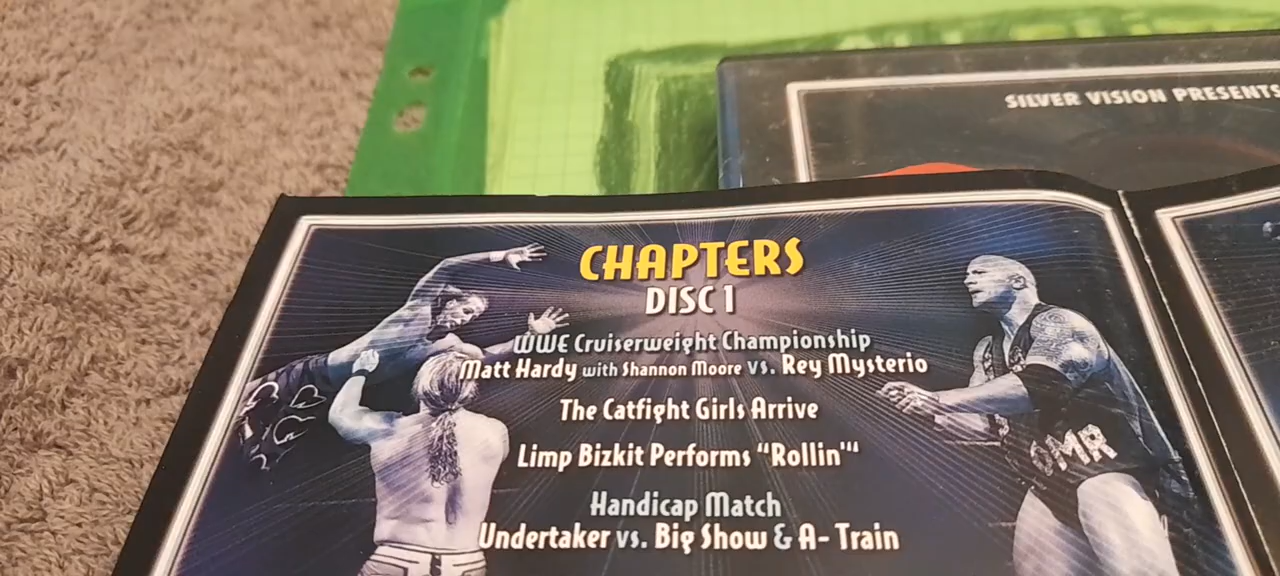 SILVER VISION PRESENTS
CHAPTERS
DISC 1
WWE Cruiserweight Championship
Matt Hardy with Shannon Moore vs. Rey Mysterio
The Catfight Girls Arrive
Limp Bizkit Performs “Rollin'“
Handicap Match
Undertaker vs. Big Show & A- Train